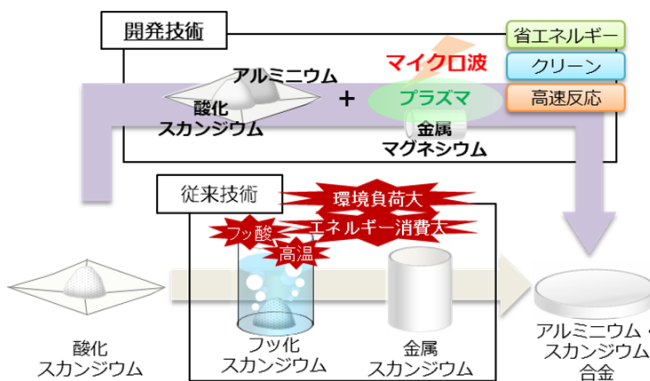 開発技術
省エネルギー
クリーン
高速反応
アルミニウム
酸化
スカンジウム
+
マイクロ波
プラズマ
金属
マグネシウム
従来技術
環境負荷大
エネルギー消費大
フッ酸
高温
酸化
スカンジウム
フッ化
スカンジウム
金属
スカンジウム
アルミニウム・
スカンジウム
合金